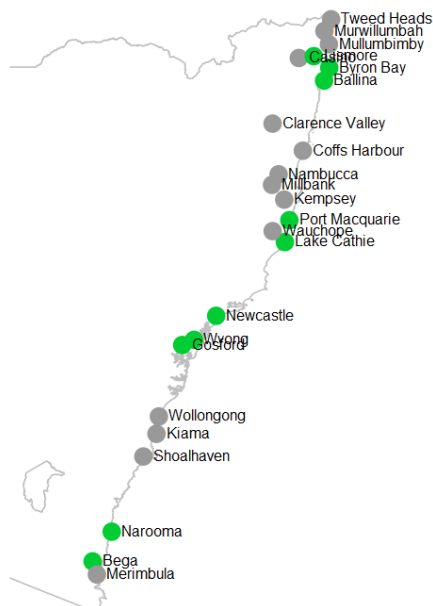 Tweed Heads
Murwillumbah
Mullumbimby
Lismore
Casino
Byron Bay
Ballina
Clarence Valley
Coffs Harbour
Nambucca
Millbank
Kempsey
Port Macquarie
Wauchope
Lake Cathie
Newcastle
Wyong
Gosford
Wollongong
Kiama
Shoalhaven
Narooma
Bega
Merimbula